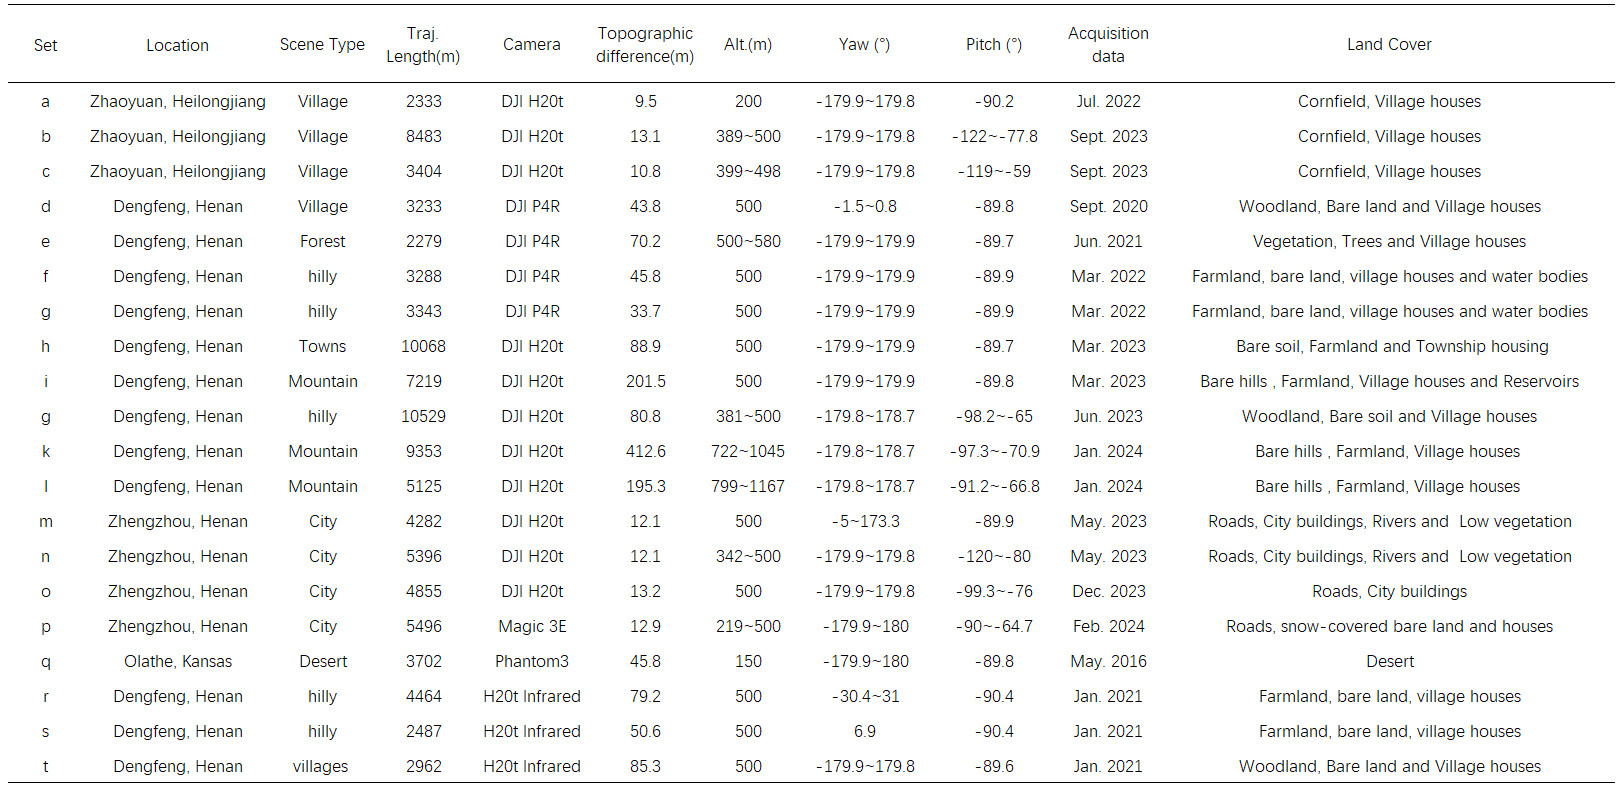 Set Location Scene Type Traj. Length(m) Camera Topographic difference(m) Alt.(m) Yaw (°) Pitch (°) Acquisition data Land Cover
a Zhaoyuan, Heilongjiang Village 2333 DJI H20t 9.5 200 -179.9~179.8 -90.2 Jul. 2022 Cornfield, Village houses
b Zhaoyuan, Heilongjiang Village 8483 DJI H20t 13.1 389~500 -179.9~179.8 -122~-77.8 Sept. 2023 Cornfield, Village houses
c Zhaoyuan, Heilongjiang Village 3404 DJI H20t 10.8 399~498 -179.9~179.8 -119~-59 Sept. 2023 Cornfield, Village houses
d Dengfeng, Henan Village 3233 DJI P4R 43.8 500 -1.5~0.8 -89.8 Sept. 2020 Woodland, Bare land and Village houses
e Dengfeng, Henan Forest 2279 DJI P4R 70.2 500~580 -179.9~179.9 -89.7 Jun. 2021 Vegetation, Trees and Village houses
f Dengfeng, Henan hilly 3288 DJI P4R 45.8 500 -179.9~179.9 -89.9 Mar. 2022 Farmland, bare land, village houses and water bodies
g Dengfeng, Henan hilly 3343 DJI P4R 33.7 500 -179.9~179.9 -89.9 Mar. 2022 Farmland, bare land, village houses and water bodies
h Dengfeng, Henan Towns 10068 DJI H20t 88.9 500 -179.9~179.9 -89.7 Mar. 2023 Bare soil, Farmland and Township housing
i Dengfeng, Henan Mountain 7219 DJI H20t 201.5 500 -179.9~179.9 -89.8 Mar. 2023 Bare hills , Farmland, Village houses and Reservoirs
g Dengfeng, Henan hilly 10529 DJI H20t 80.8 381~500 -179.8~178.7 -98.2~-65 Jun. 2023 Woodland, Bare soil and Village houses
k Dengfeng, Henan Mountain 9353 DJI H20t 412.6 722~1045 -179.8~178.7 -97.3~-70.9 Jan. 2024 Bare hills , Farmland, Village houses
l Dengfeng, Henan Mountain 5125 DJI H20t 195.3 799~1167 -179.8~178.7 -91.2~-66.8 Jan. 2024 Bare hills , Farmland, Village houses
m Zhengzhou, Henan City 4282 DJI H20t 12.1 500 -5~173.3 -89.9 May. 2023 Roads, City buildings, Rivers and Low vegetation
n Zhengzhou, Henan City 5396 DJI H20t 12.1 342~500 -179.9~179.8 -120~-80 May. 2023 Roads, City buildings, Rivers and Low vegetation
o Zhengzhou, Henan City 4855 DJI H20t 13.2 500 -179.9~179.8 -99.3~-76 Dec. 2023 Roads, City buildings
p Zhengzhou, Henan City 5496 Magic 3E 12.9 219~500 -179.9~180 -90~-64.7 Feb. 2024 Roads, snow-covered bare land and houses
q Olathe, Kansas Desert 3702 Phantom3 45.8 150 -179.9~180 -89.8 May. 2016 Desert
r Dengfeng, Henan hilly 4464 H20t Infrared 79.2 500 -30.4~31 -90.4 Jan. 2021 Farmland, bare land, village houses
s Dengfeng, Henan hilly 2487 H20t Infrared 50.6 500 6.9 -90.4 Jan. 2021 Farmland, bare land, village houses
t Dengfeng, Henan villages 2962 H20t Infrared 85.3 500 -179.9~179.8 -89.6 Jan. 2021 Woodland, Bare land and Village houses